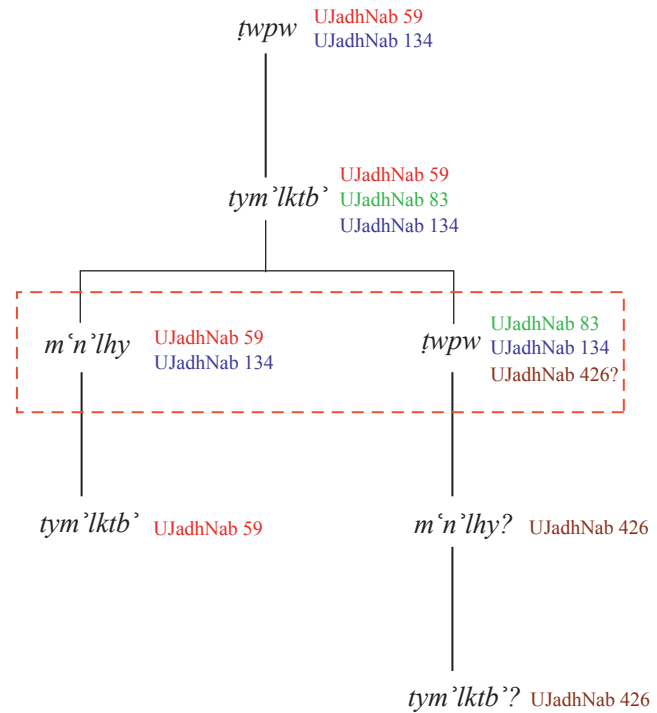 ṭwpw UJadhNab 59
UJadhNab 134
tymʾlktbʾ UJadhNab 59
UJadhNab 83
UJadhNab 134
mʿnʾlhy UJadhNab 59
UJadhNab 134
ṭwpw UJadhNab 83
UJadhNab 134
UJadhNab 426?
tymʾlktbʾ UJadhNab 59
mʿnʾlhy? UJadhNab 426
tymʾlktbʾ? UJadhNab 426